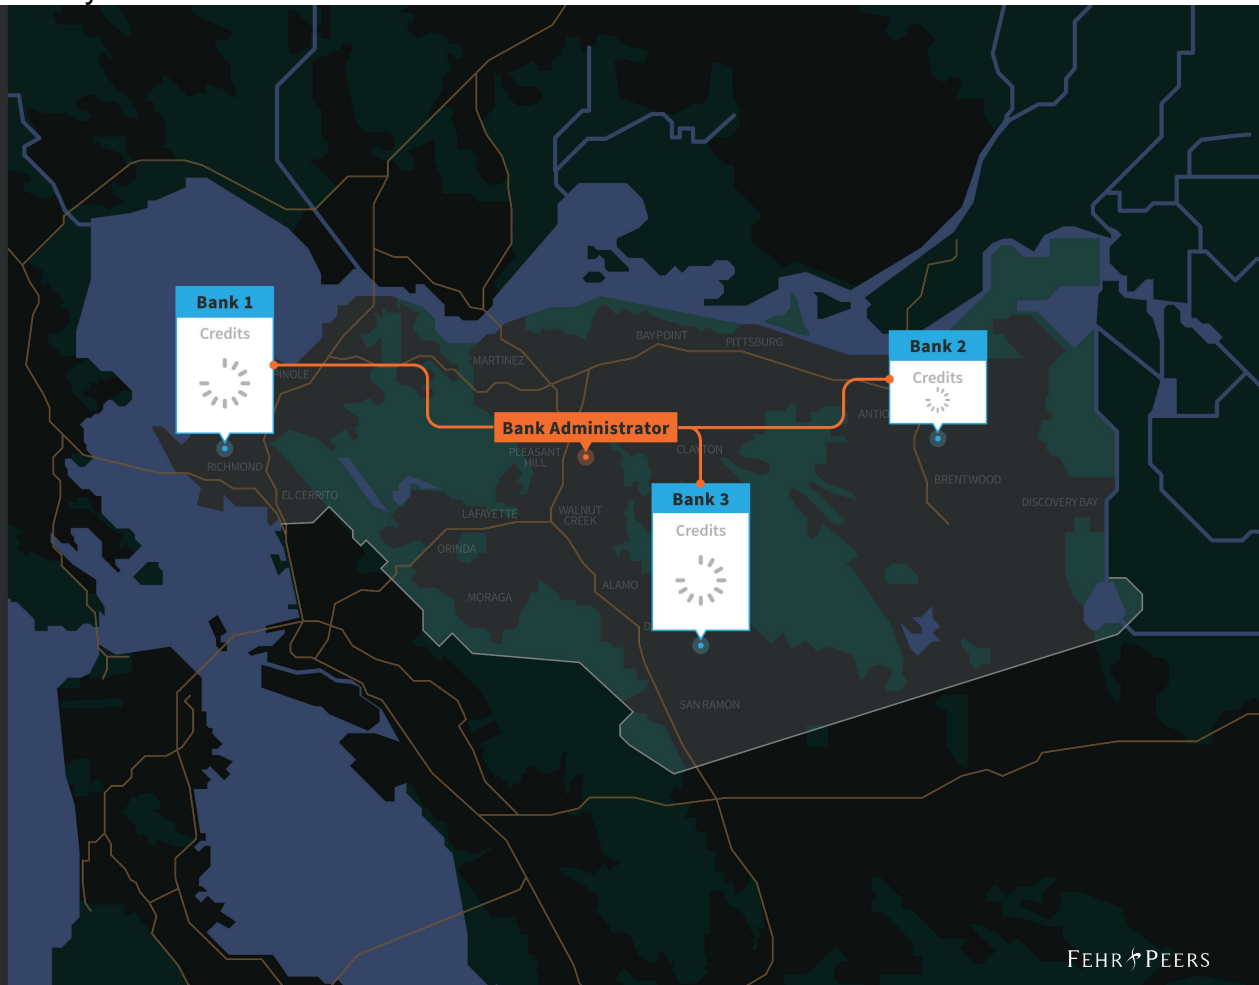 Bank 1
Credits
BAY POINT
PITTSBURG
Bank 2
Credits
MARTINEZ
PINOLE
ANTIO
Bank Administrator
PLEASANT
HILL
CLAYTON
RICHMOND
BRENTWOOD
EL CERRITO
Bank 3
Credits
DISCOVERY BAY
LAFAYETTE
WALNUT
CREEK
ORINDA
ALAMO
MORAGA
D
SAN RAMON
FEHR PEERS